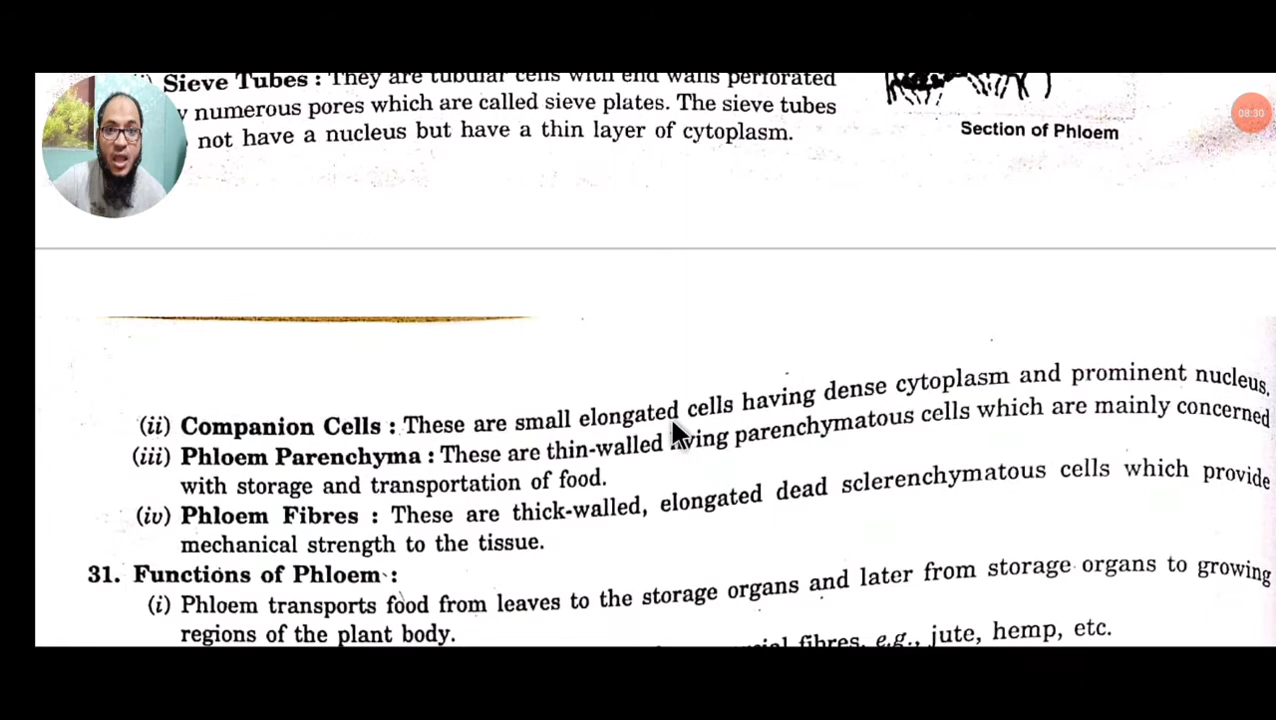 Sieve Tubes : They are tubular cells with end walls perforated
numerous pores which are called sieve plates. The sieve tubes
not have a nucleus but have a thin layer of cytoplasm.
Section of Phloem
08:30
(ii) Companion Cells : These are small elongated cells having dense cytoplasm and prominent nucleus.
(iii) Phloem Parenchyma : These are thin-walled living parenchymatous cells which are mainly concerned
with storage and transportation of food.
(iv) Phloem Fibres : These are thick-walled, elongated dead sclerenchymatous cells which provide
mechanical strength to the tissue.
31. Functions of Phloem :
(i) Phloem transports food from leaves to the storage organs and later from storage organs to growing
regions of the plant body.
fibres, e.g., jute, hemp, etc.